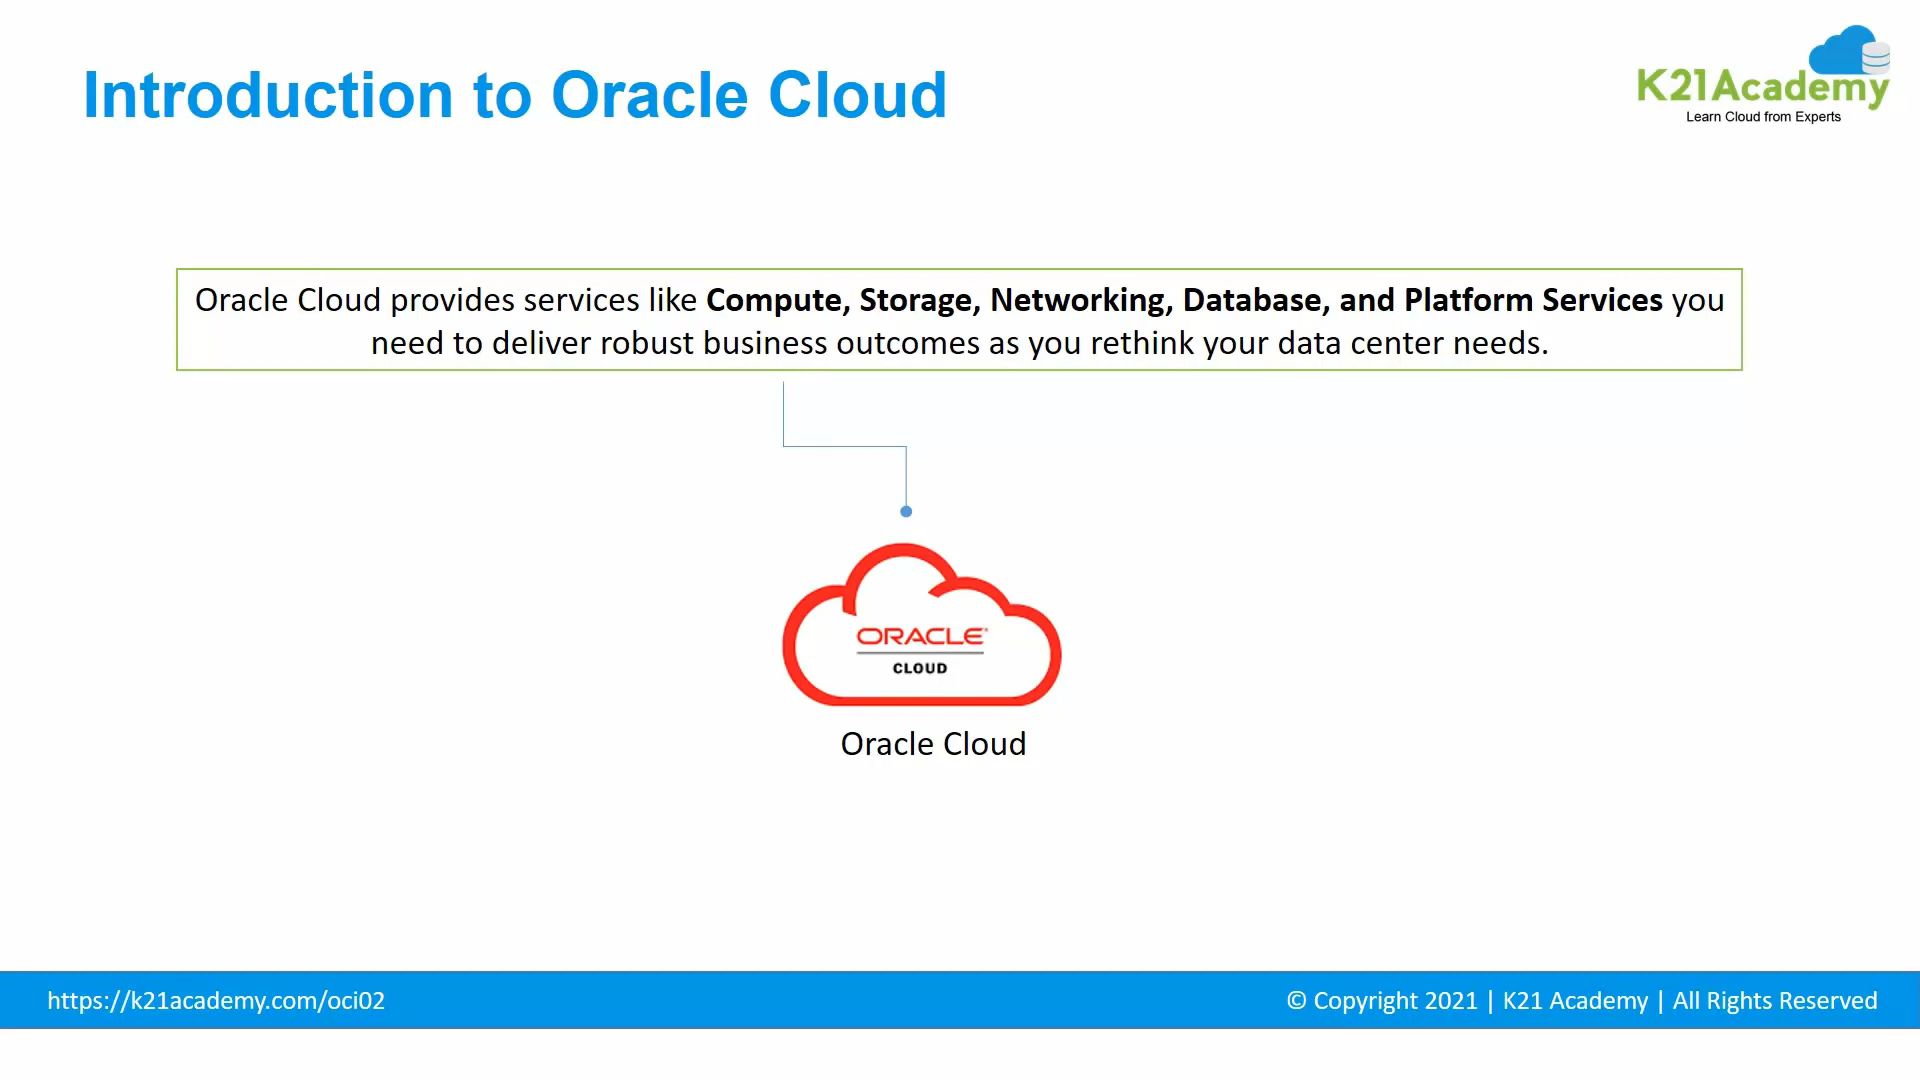 Introduction to Oracle Cloud
K21Academy
Learn Cloud from Experts
Oracle Cloud provides services like Compute, Storage, Networking, Database, and Platform Services you
need to deliver robust business outcomes as you rethink your data center needs.
ORACLE
CLOUD
Oracle Cloud
https://k21academy.com/oci02
© Copyright 2021 | K21 Academy | All Rights Reserved